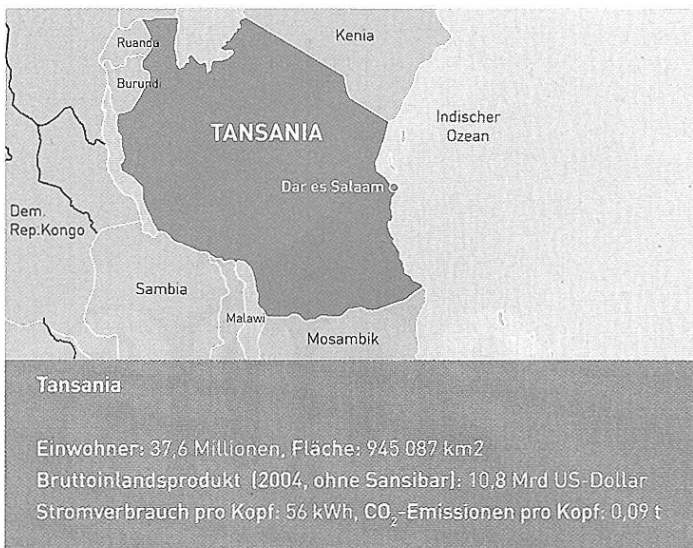 Ruanda
Kenia
Burundi
TANSANIA
Indischer
Ozean
Dar es Salaam
Dem.
Rep.Kongo
Sambia
Malawi
Mosambik
Tansania
Einwohner: 37,6 Millionen, Fläche: 945 087 km2
Bruttoinlandsprodukt (2004, ohne Sansibar): 10,8 Mrd US-Dollar
Stromverbrauch pro Kopf: 56 kWh, CO₂-Emissionen pro Kopf: 0,09 t